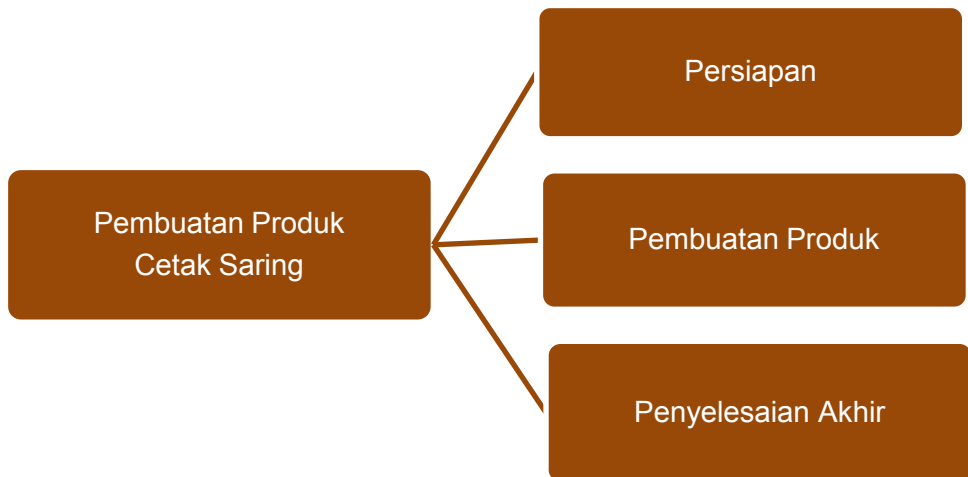 Persiapan
Pembuatan Produk
Cetak Saring
Pembuatan Produk
Penyelesaian Akhir